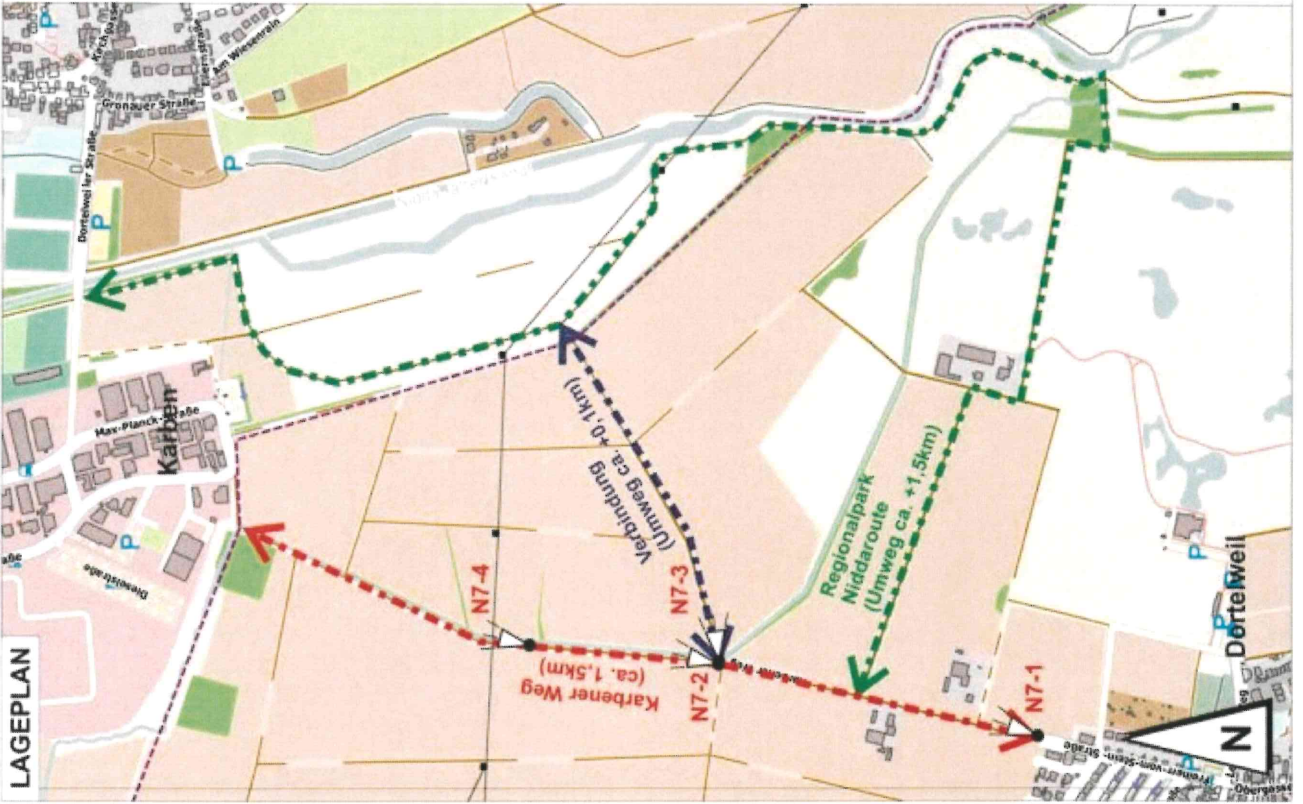 LAGEPLAN
P
Kirchgasse
Am Wiesenrain
Gronauer Straße
Dortelweiler Straße
P
P
Max-Planck-Straße
Karben
aße
P
Dieselstraße
N7-4
Verbindung
(Umweg ca. +0,1km)
N7-3
Karbener Weg
(ca. 1,5km)
N7-2
Regionalpark
Niddaroute
(Umweg ca. +1.5km)
N7-1
Freiherr-vom-Stein-Straße
P
P
Dortelweil
P
Obergasse
N